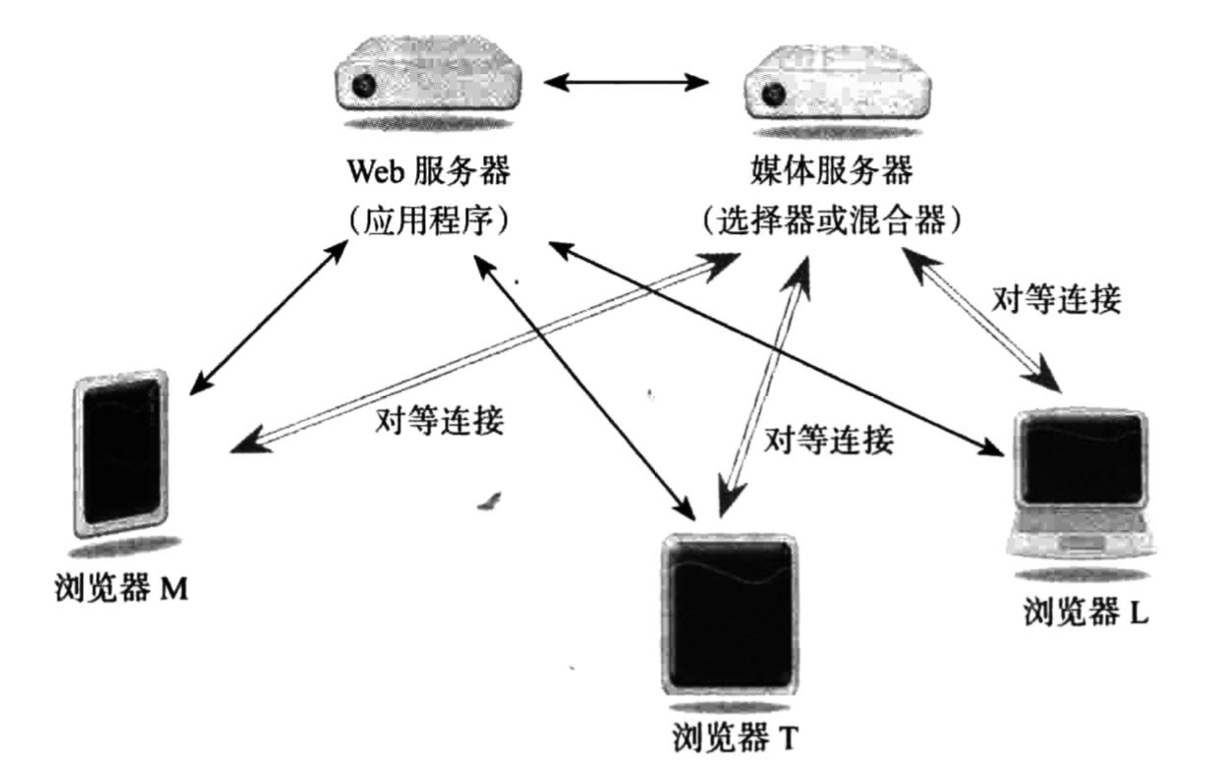 Web 服务器
（应用程序）
媒体服务器
（选择器或混合器）
对等连接
对等连接
对等连接
浏览器 M
浏览器 L
浏览器 T